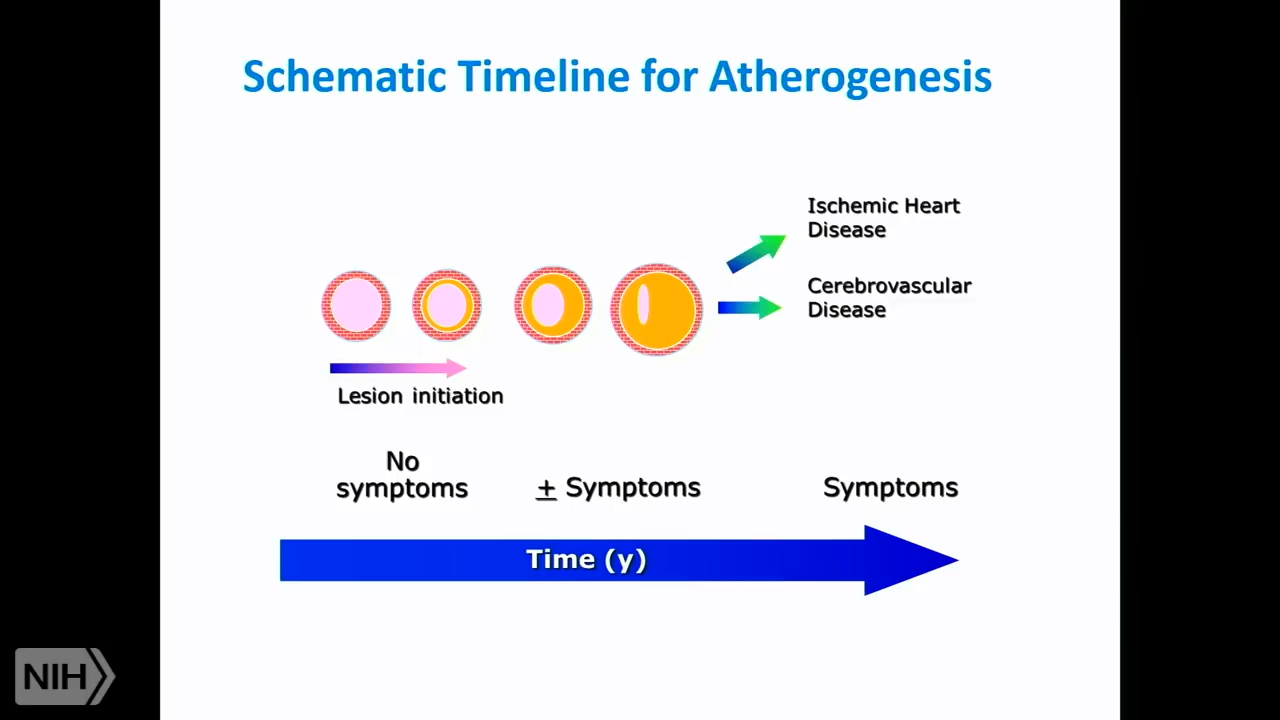 Schematic Timeline for Atherogenesis
Ischemic Heart
Disease
Cerebrovascular
Disease
Lesion initiation
No
symptoms
± Symptoms
Symptoms
Time (y)
NIH